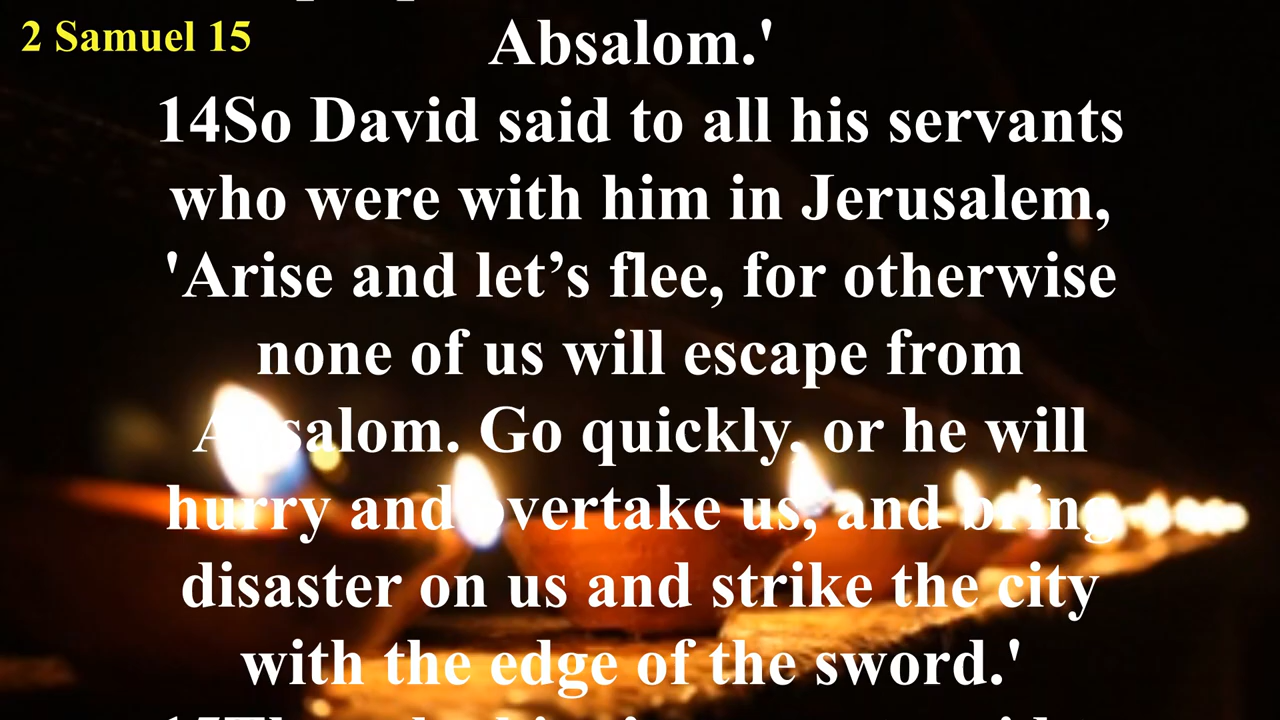 2 Samuel 15
Absalom.'
14So David said to all his servants
who were with him in Jerusalem,
'Arise and let’s flee, for otherwise
none of us will escape from
Absalom. Go quickly, or he will
hurry and overtake us, and bring
disaster on us and strike the city
with the edge of the sword.'